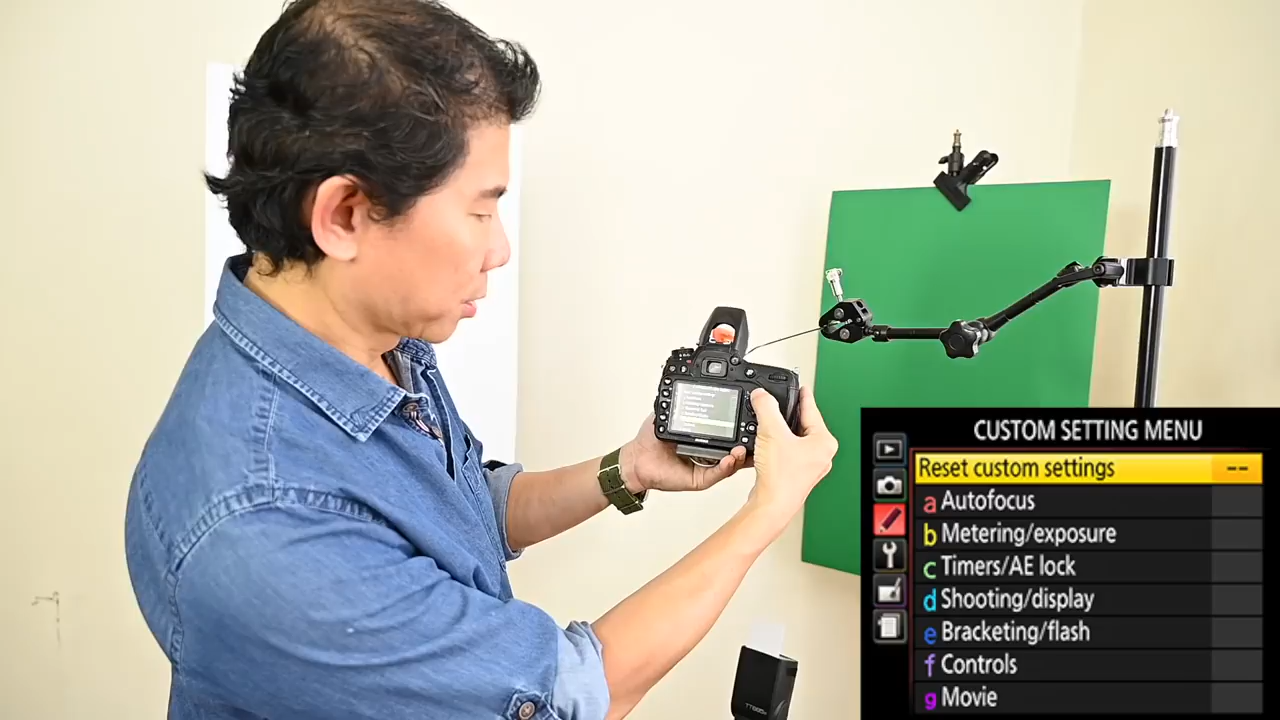 CUSTOM SETTING MENU
Reset custom settings --
a Autofocus
b Metering/exposure
c Timers/AE lock
d Shooting/display
e Bracketing/flash
f Controls
g Movie